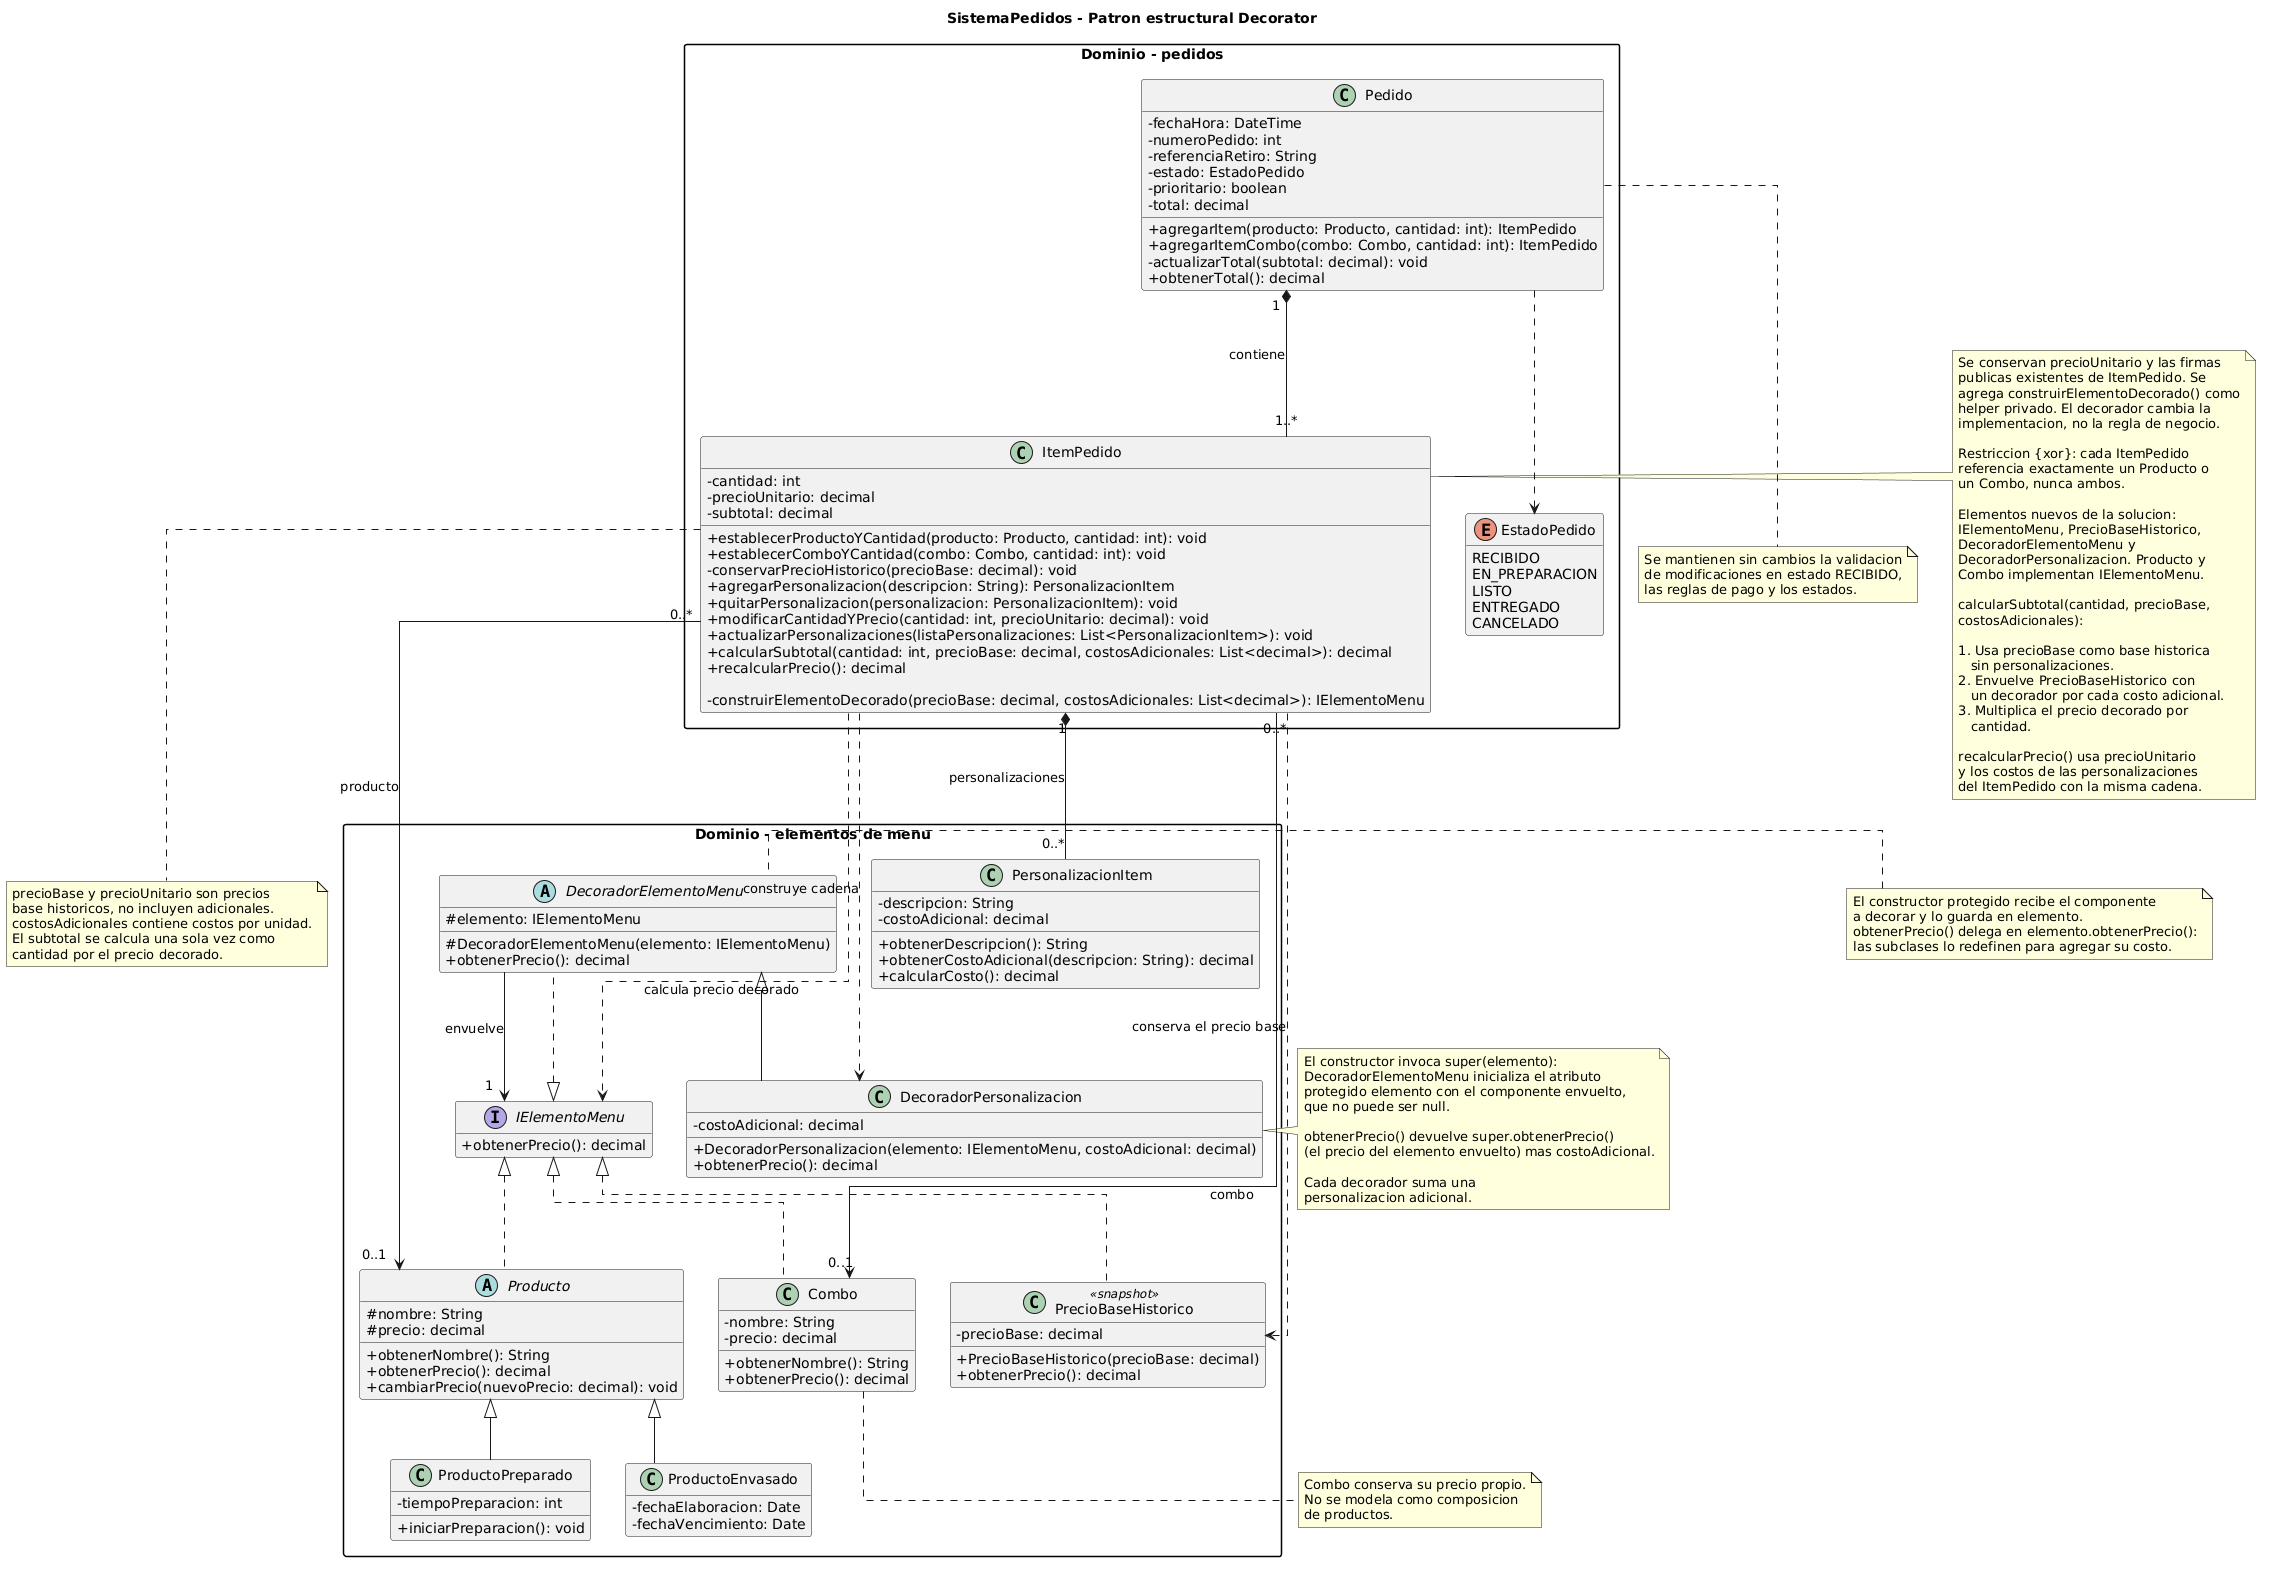 SistemaPedidos - Patron estructural Decorator
Dominio - pedidos
C Pedido
-fechaHora: DateTime
-numeroPedido: int
-referenciaRetiro: String
-estado: EstadoPedido
-prioritario: boolean
-total: decimal
+agregarItem(producto: Producto, cantidad: int): ItemPedido
+agregarItemCombo(combo: Combo, cantidad: int): ItemPedido
-actualizarTotal(subtotal: decimal): void
+obtenerTotal(): decimal
1
contiene
1..*
C ItemPedido
-cantidad: int
-precioUnitario: decimal
-subtotal: decimal
+establecerProductoYCantidad(producto: Producto, cantidad: int): void
+establecerComboYCantidad(combo: Combo, cantidad: int): void
-conservarPrecioHistorico(precioBase: decimal): void
+agregarPersonalizacion(descripcion: String): PersonalizacionItem
+quitarPersonalizacion(personalizacion: PersonalizacionItem): void
+modificarCantidadYPrecio(cantidad: int, precioUnitario: decimal): void
+actualizarPersonalizaciones(listaPersonalizaciones: List<PersonalizacionItem>): void
+calcularSubtotal(cantidad: int, precioBase: decimal, costosAdicionales: List<decimal>): decimal
+recalcularPrecio(): decimal
-construirElementoDecorado(precioBase: decimal, costosAdicionales: List<decimal>): IElementoMenu
E EstadoPedido
RECIBIDO
EN_PREPARACION
LISTO
ENTREGADO
CANCELADO
Se mantienen sin cambios la validacion
de modificaciones en estado RECIBIDO,
las reglas de pago y los estados.
Se conservan precioUnitario y las firmas
publicas existentes de ItemPedido. Se
agrega construirElementoDecorado() como
helper privado. El decorador cambia la
implementacion, no la regla de negocio.
Restriccion {xor}: cada ItemPedido
referencia exactamente un Producto o
un Combo, nunca ambos.
Elementos nuevos de la solucion:
IElementoMenu, PrecioBaseHistorico,
DecoradorElementoMenu y
DecoradorPersonalizacion. Producto y
Combo implementan IElementoMenu.
calcularSubtotal(cantidad, precioBase,
costosAdicionales):
1. Usa precioBase como base historica
sin personalizaciones.
2. Envuelve PrecioBaseHistorico con
un decorador por cada costo adicional.
3. Multiplica el precio decorado por
cantidad.
recalcularPrecio() usa precioUnitario
y los costos de las personalizaciones
del ItemPedido con la misma cadena.
0..*
1
0..*
producto
personalizaciones
Dominio - elementos de menu
0..*
precioBase y precioUnitario son precios
base historicos, no incluyen adicionales.
costosAdicionales contiene costos por unidad.
El subtotal se calcula una sola vez como
cantidad por el precio decorado.
A DecoradorElementoMenu
#elemento: IElementoMenu
#DecoradorElementoMenu(elemento: IElementoMenu)
+obtenerPrecio(): decimal
construye cadena
C PersonalizacionItem
-descripcion: String
-costoAdicional: decimal
+obtenerDescripcion(): String
+obtenerCostoAdicional(descripcion: String): decimal
+calcularCosto(): decimal
El constructor protegido recibe el componente
a decorar y lo guarda en elemento.
obtenerPrecio() delega en elemento.obtenerPrecio():
las subclases lo redefinen para agregar su costo.
calcula precio decorado
envuelve
conserva el precio base
1
I IElementoMenu
+obtenerPrecio(): decimal
C DecoradorPersonalizacion
-costoAdicional: decimal
+DecoradorPersonalizacion(elemento: IElementoMenu, costoAdicional: decimal)
+obtenerPrecio(): decimal
El constructor invoca super(elemento):
DecoradorElementoMenu inicializa el atributo
protegido elemento con el componente envuelto,
que no puede ser null.
obtenerPrecio() devuelve super.obtenerPrecio()
(el precio del elemento envuelto) mas costoAdicional.
Cada decorador suma una
personalizacion adicional.
combo
0..1
0..1
A Producto
#nombre: String
#precio: decimal
+obtenerNombre(): String
+obtenerPrecio(): decimal
+cambiarPrecio(nuevoPrecio: decimal): void
C Combo
-nombre: String
-precio: decimal
+obtenerNombre(): String
+obtenerPrecio(): decimal
«snapshot»
C PrecioBaseHistorico
-precioBase: decimal
+PrecioBaseHistorico(precioBase: decimal)
+obtenerPrecio(): decimal
C ProductoPreparado
-tiempoPreparacion: int
+iniciarPreparacion(): void
C ProductoEnvasado
-fechaElaboracion: Date
-fechaVencimiento: Date
Combo conserva su precio propio.
No se modela como composicion
de productos.